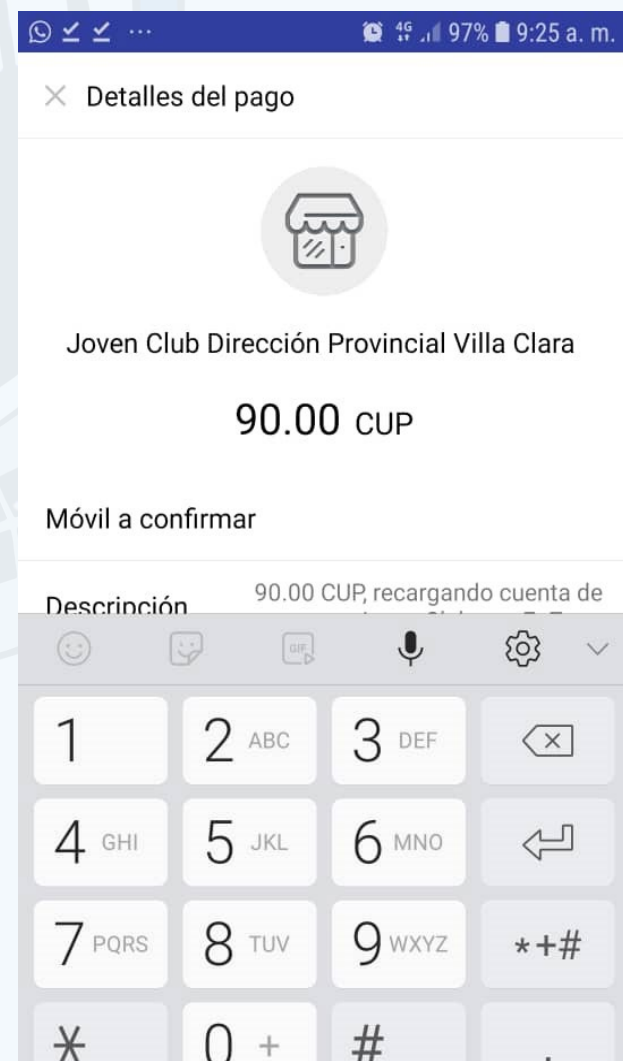 4G 97% 9:25 a. m.
Detalles del pago
Joven Club Dirección Provincial Villa Clara
90.00 CUP
Móvil a confirmar
Descripción
90.00 CUP, recargando cuenta de
GIF
1
2 ABC
3 DEF
4 GHI
5 JKL
6 MNO
7 PQRS
8 TUV
9 WXYZ
*+#
*
0 +
#
.